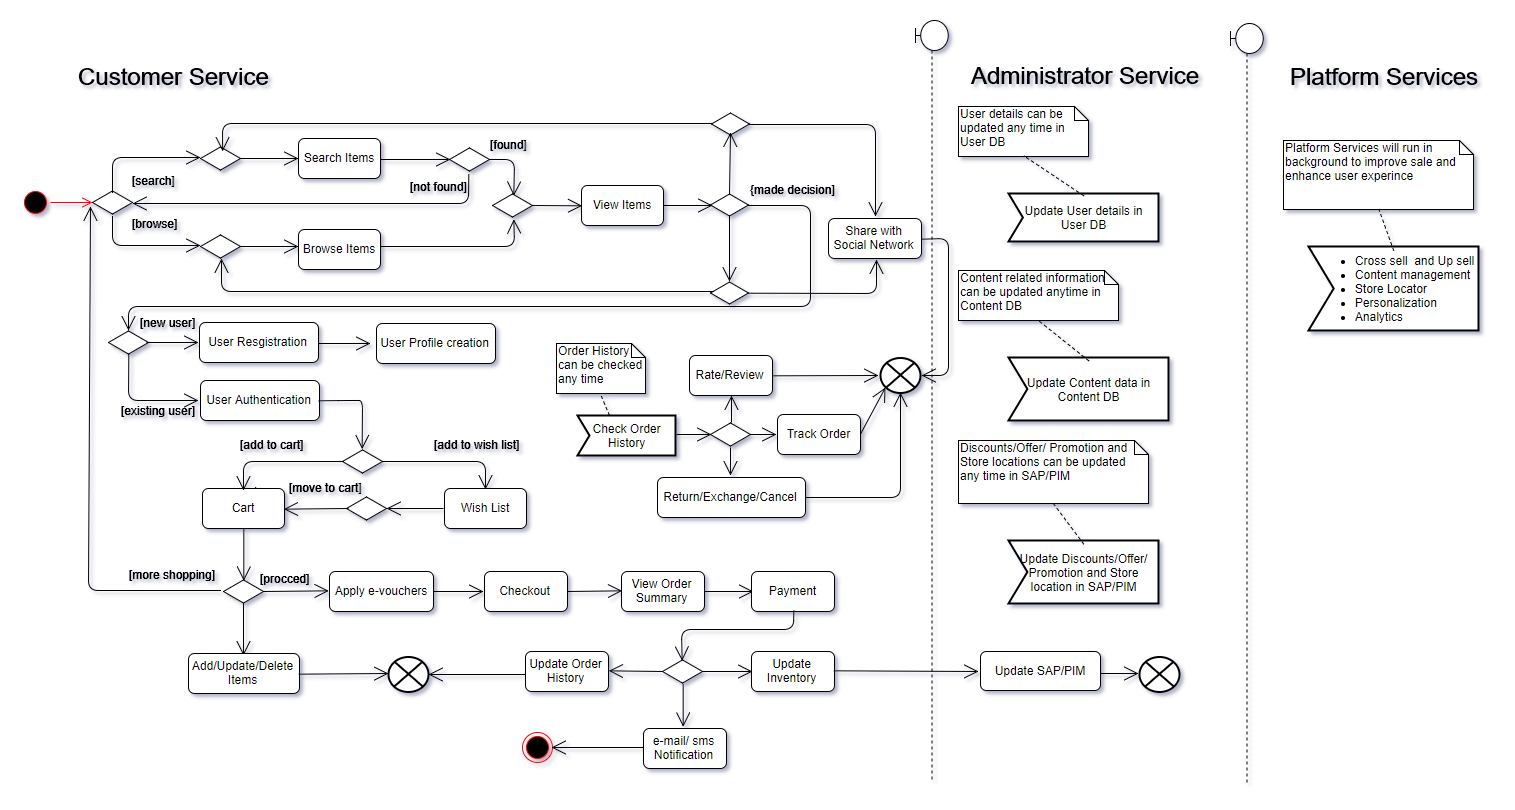 Customer Service
Administrator Service
Platform Services
[search]
[browse]
Search Items
Browse Items
[found]
[not found]
View Items
{made decision]
Share with
Social Network
[new user]
User Resgistration
User Profile creation
[existing user]
User Authentication
[add to cart]
[add to wish list]
[move to cart]
Cart
Wish List
Order History
can be checked
any time
Check Order
History
Rate/Review
Track Order
Return/Exchange/Cancel
[more shopping]
[procced]
Apply e-vouchers
Checkout
View Order
Summary
Payment
Add/Update/Delete
Items
Update Order
History
Update
Inventory
e-mail/ sms
Notification
User details can be
updated any time in
User DB
Update User details in
User DB
Content related information
can be updated anytime in
Content DB
Update Content data in
Content DB
Discounts/Offer/ Promotion and
Store locations can be updated
any time in SAP/PIM
Update Discounts/Offer/
Promotion and Store
location in SAP/PIM
Update SAP/PIM
Platform Services will run in
background to improve sale and
enhance user experince
• Cross sell and Up sell
• Content management
• Store Locator
• Personalization
• Analytics